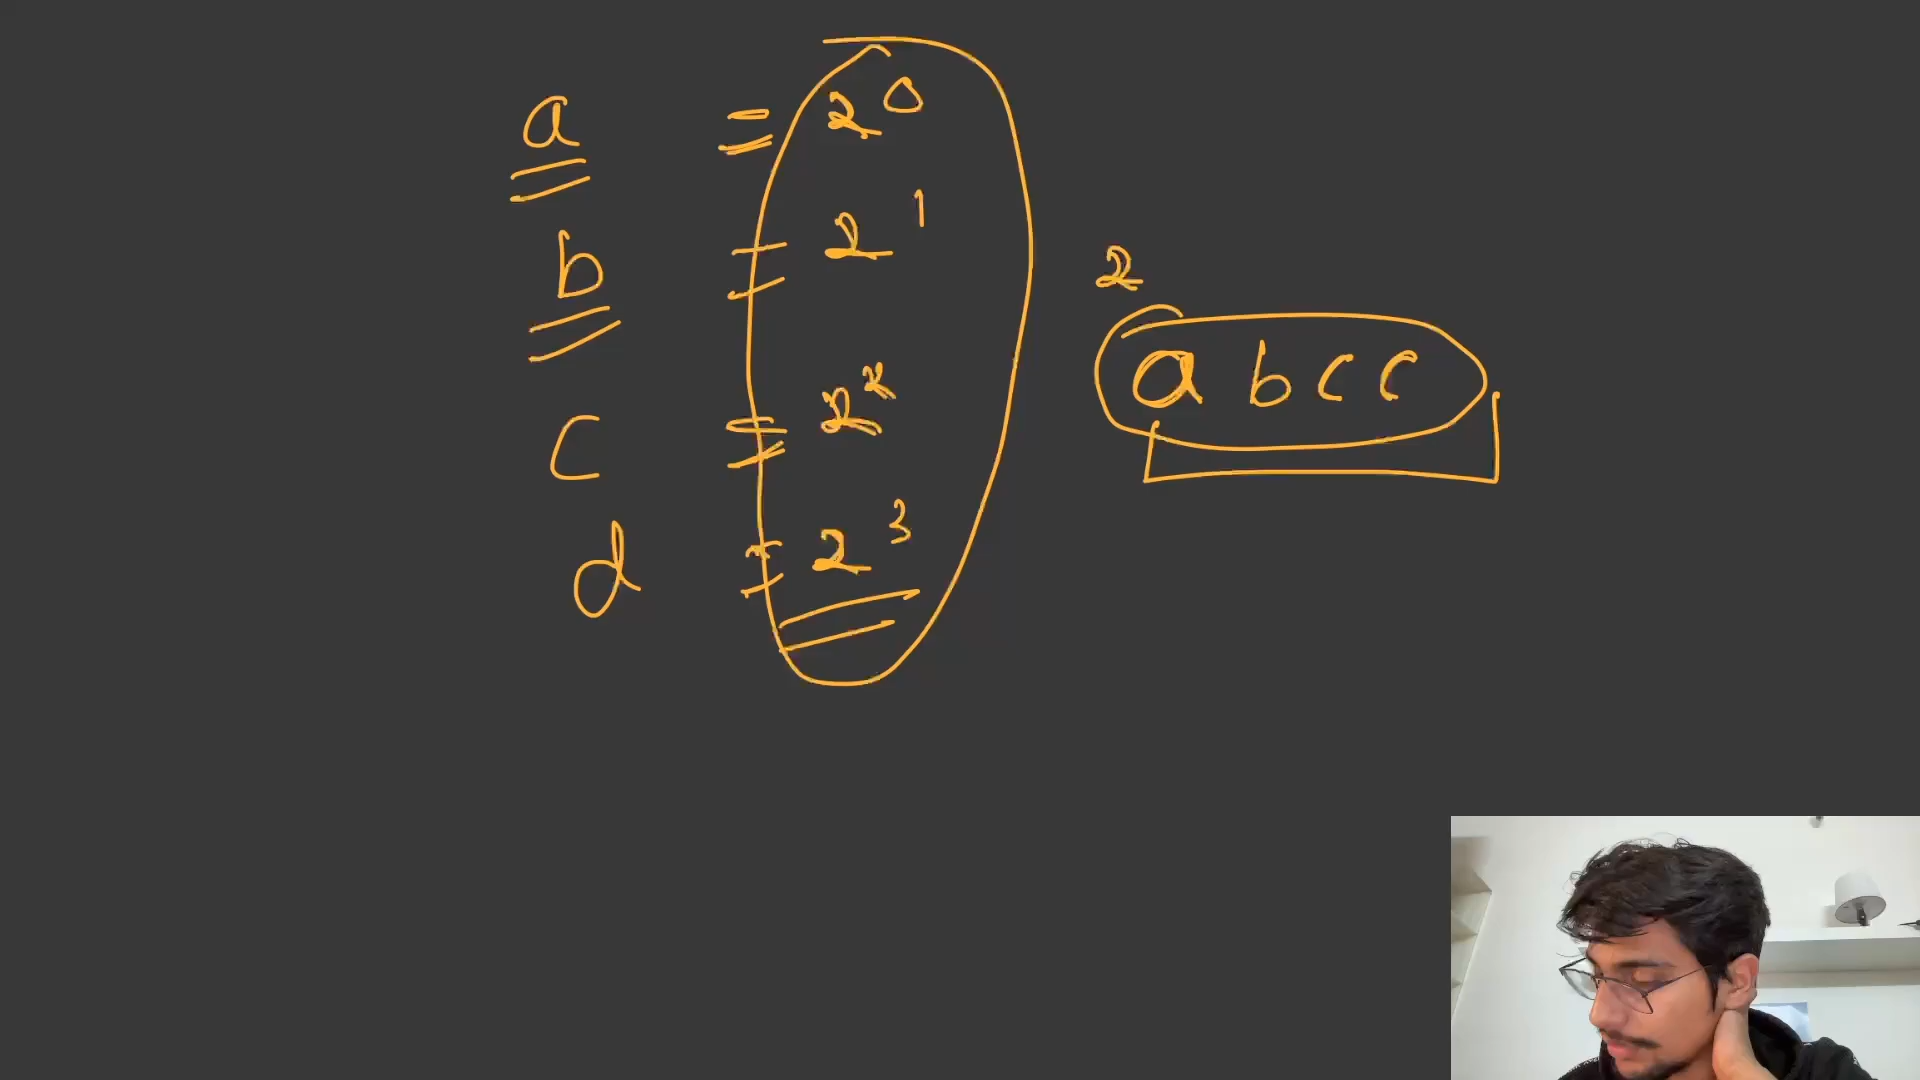 a = 2^0
b = 2^1
c = 2^2
d = 2^3
2
abcc